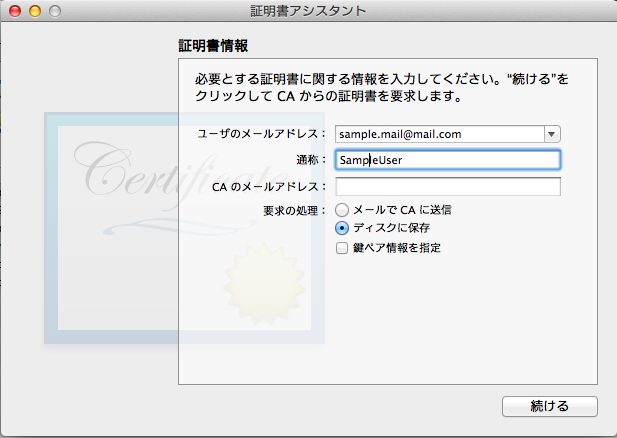 証明書アシスタント
証明書情報
必要とする証明書に関する情報を入力してください。“続ける”を
クリックして CA からの証明書を要求します。
ユーザのメールアドレス： sample.mail@mail.com
通称： SampleUser
CA のメールアドレス：
要求の処理： メールで CA に送信
ディスクに保存
鍵ペア情報を指定
Certificate
続ける